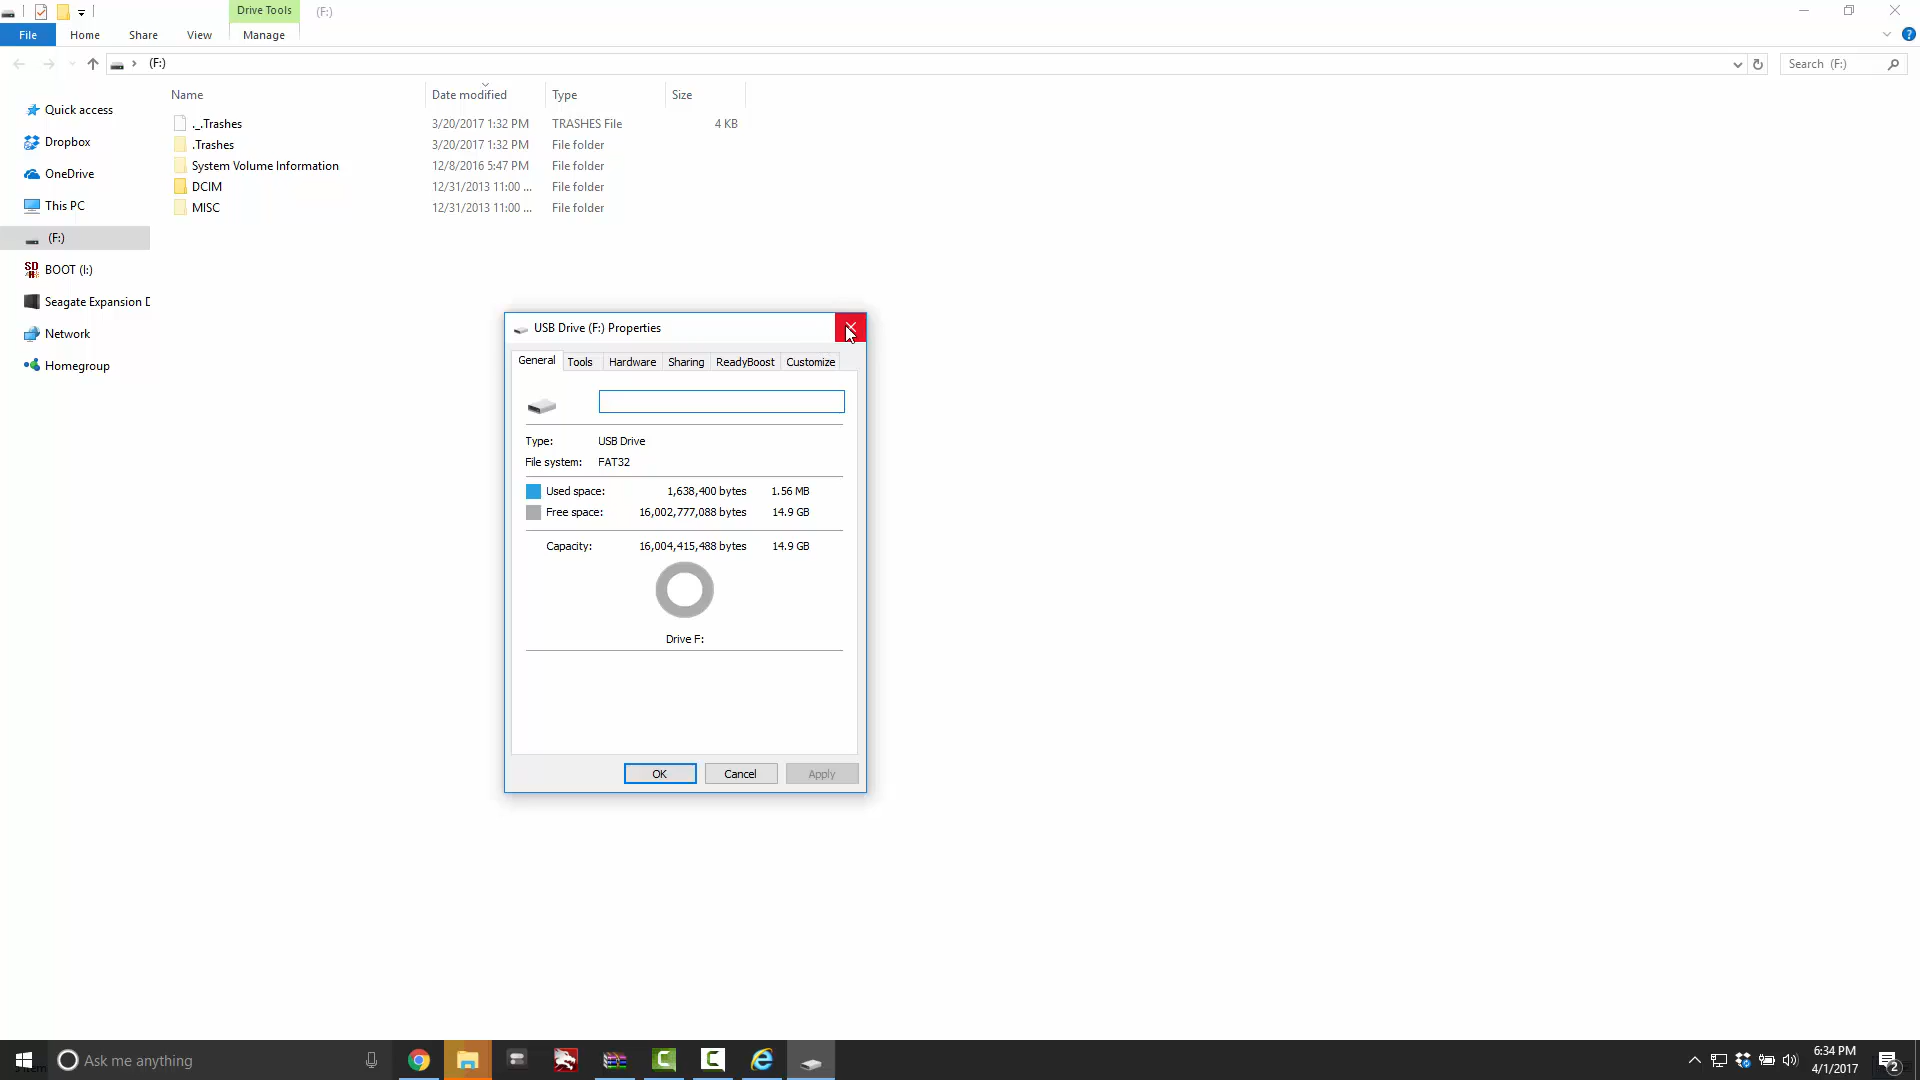 Drive Tools
(F:)
File
Home
Share
View
Manage
(F:)
Search (F:)
Name
Date modified
Type
Size
Quick access
Dropbox
OneDrive
This PC
(F:)
BOOT (I:)
Seagate Expansion D
Network
Homegroup
._.Trashes 3/20/2017 1:32 PM TRASHES File 4 KB
.Trashes 3/20/2017 1:32 PM File folder
System Volume Information 12/8/2016 5:47 PM File folder
DCIM 12/31/2013 11:00 ... File folder
MISC 12/31/2013 11:00 ... File folder
USB Drive (F:) Properties
General Tools Hardware Sharing ReadyBoost Customize
Type: USB Drive
File system: FAT32
Used space: 1,638,400 bytes 1.56 MB
Free space: 16,002,777,088 bytes 14.9 GB
Capacity: 16,004,415,488 bytes 14.9 GB
Drive F:
OK Cancel Apply
Ask me anything
6:34 PM
4/1/2017
2